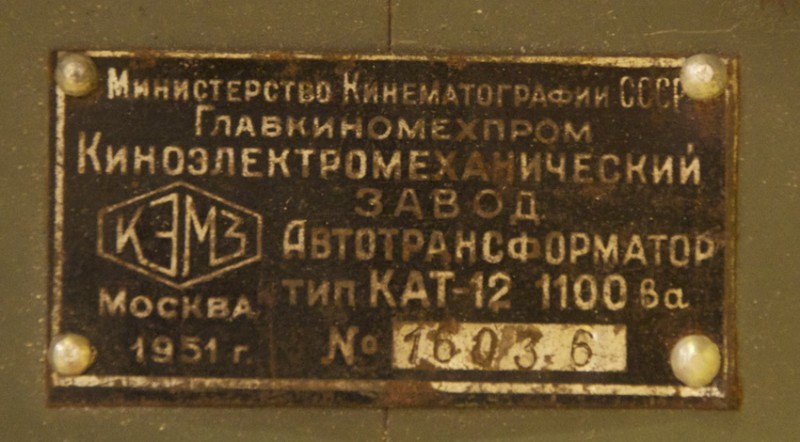 Министерство Кинематографии СССР
Главкиномехпром
Киноэлектромеханический
завод
КЭМЗ
Автотрансформатор
тип КАТ-12 1100 ва
Москва
1951 г.
№ 1603.6